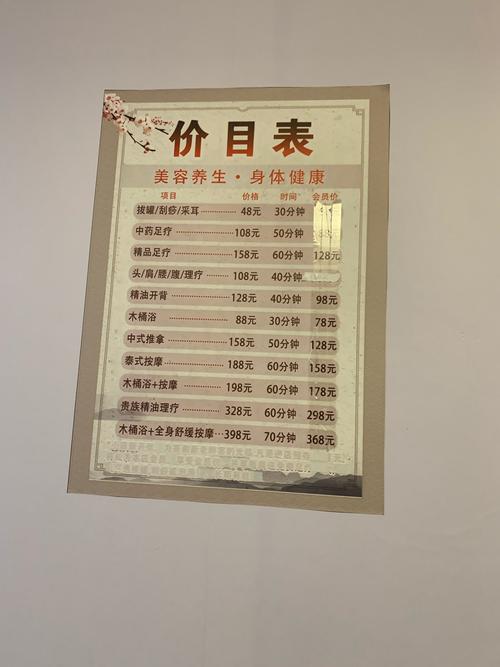 价目表
美容养生·身体健康
项目 价格 时间 会员价
拔罐/刮痧/采耳 48元 30分钟
中药足疗 108元 50分钟
精品足疗 158元 60分钟 128元
头/肩/腰/腹/理疗 108元 40分钟
精油开背 128元 40分钟 98元
木桶浴 88元 30分钟 78元
中式推拿 158元 50分钟 128元
泰式按摩 188元 60分钟 158元
木桶浴+按摩 198元 60分钟 178元
贵族精油理疗 328元 60分钟 298元
木桶浴+全身舒缓按摩 398元 70分钟 368元